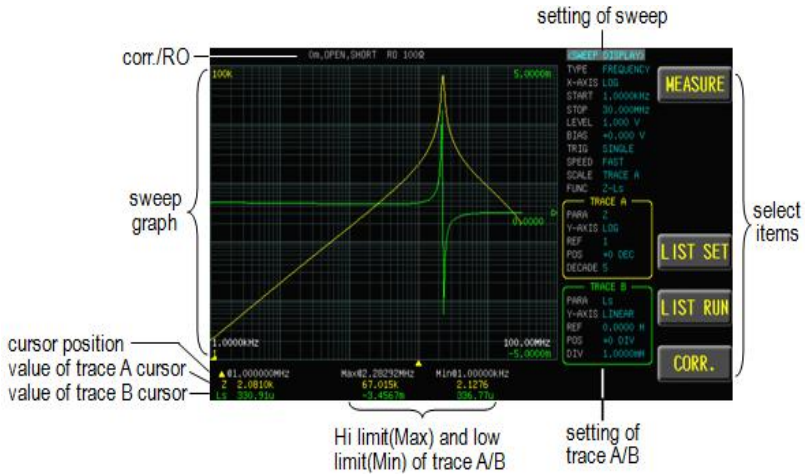 setting of sweep
corr./RO
0m,OPEN,SHORT RO 100Ω
<SWEEP DISPLAY>
TYPE FREQUENCY
X-AXIS LOG
START 1.0000kHz
STOP 30.000MHz
LEVEL 1.000 V
BIAS +0.000 V
TRIG SINGLE
SPEED FAST
SCALE TRACE A
FUNC Z-Ls
TRACE A
PARA Z
Y-AXIS LOG
REF 1
POS +0 DEC
DECADE 5
TRACE B
PARA Ls
Y-AXIS LINEAR
REF 0.0000 H
POS +0 DIV
DIV 1.0000mH
MEASURE
LIST SET
LIST RUN
CORR.
select
items
100k
5.0000m
0.0000
sweep
graph
1.0000kHz
100.00MHz
-5.0000m
cursor position
value of trace A cursor
value of trace B cursor
@1.000000MHz Max@2.28292MHz Min@1.00000kHz
Z 2.0810k 67.015k 2.1276
Ls 330.91u -3.4567m 336.77u
Hi limit(Max) and low
limit(Min) of trace A/B
setting of
trace A/B